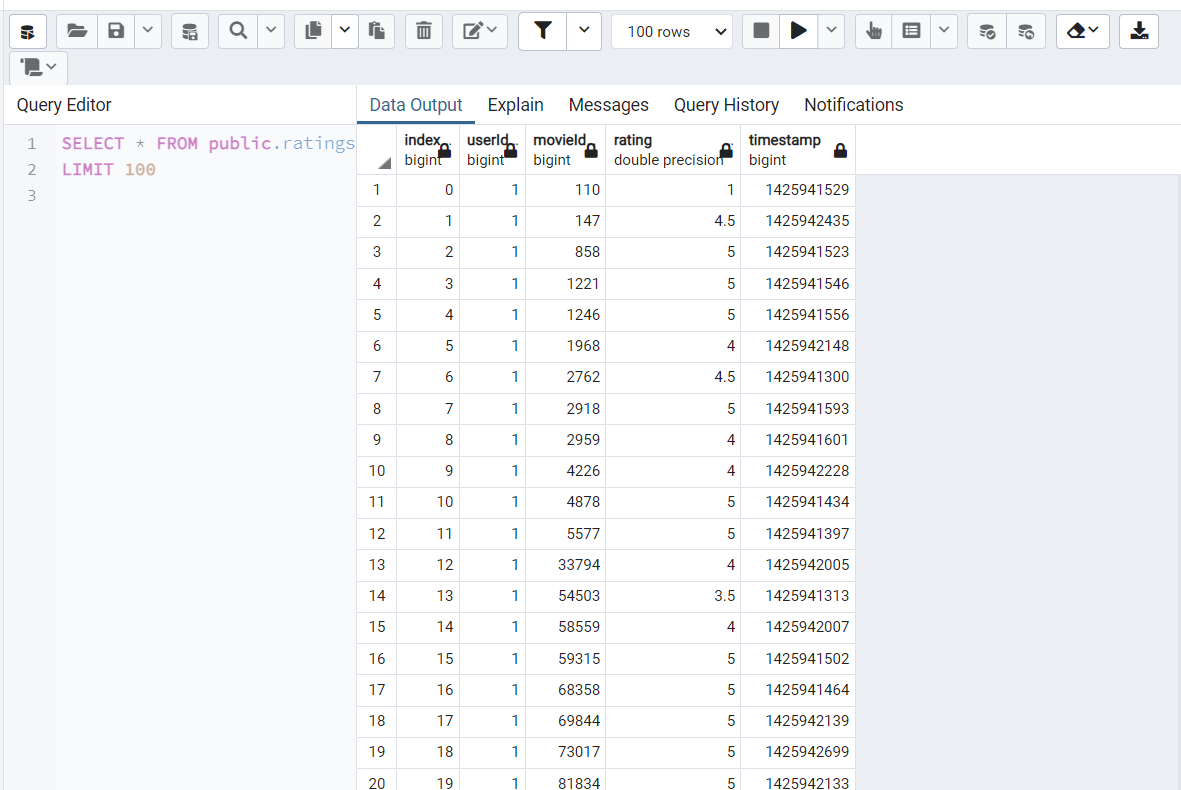 100 rows
Query Editor
Data Output Explain Messages Query History Notifications
1 SELECT * FROM public.ratings
2 LIMIT 100
3
index userId movieId rating timestamp
bigint bigint bigint double precision bigint
1 0 1 110 1 1425941529
2 1 1 147 4.5 1425942435
3 2 1 858 5 1425941523
4 3 1 1221 5 1425941546
5 4 1 1246 5 1425941556
6 5 1 1968 4 1425942148
7 6 1 2762 4.5 1425941300
8 7 1 2918 5 1425941593
9 8 1 2959 4 1425941601
10 9 1 4226 4 1425942228
11 10 1 4878 5 1425941434
12 11 1 5577 5 1425941397
13 12 1 33794 4 1425942005
14 13 1 54503 3.5 1425941313
15 14 1 58559 4 1425942007
16 15 1 59315 5 1425941502
17 16 1 68358 5 1425941464
18 17 1 69844 5 1425942139
19 18 1 73017 5 1425942699
20 19 1 81834 5 1425942133